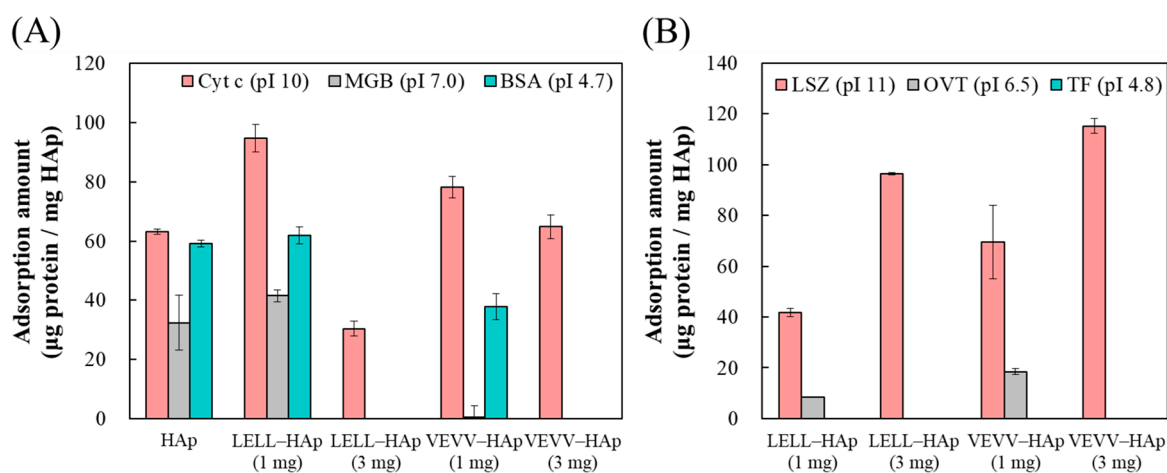 (A)
Adsorption amount
(μg protein / mg HAp)
120
100
80
60
40
20
0
Cyt c (pI 10) MGB (pI 7.0) BSA (pI 4.7)
HAp LELL–HAp LELL–HAp VEVV–HAp VEVV–HAp
(1 mg) (3 mg) (1 mg) (3 mg)
(B)
Adsorption amount
(μg protein / mg HAp)
140
120
100
80
60
40
20
0
LSZ (pI 11) OVT (pI 6.5) TF (pI 4.8)
LELL–HAp LELL–HAp VEVV–HAp VEVV–HAp
(1 mg) (3 mg) (1 mg) (3 mg)